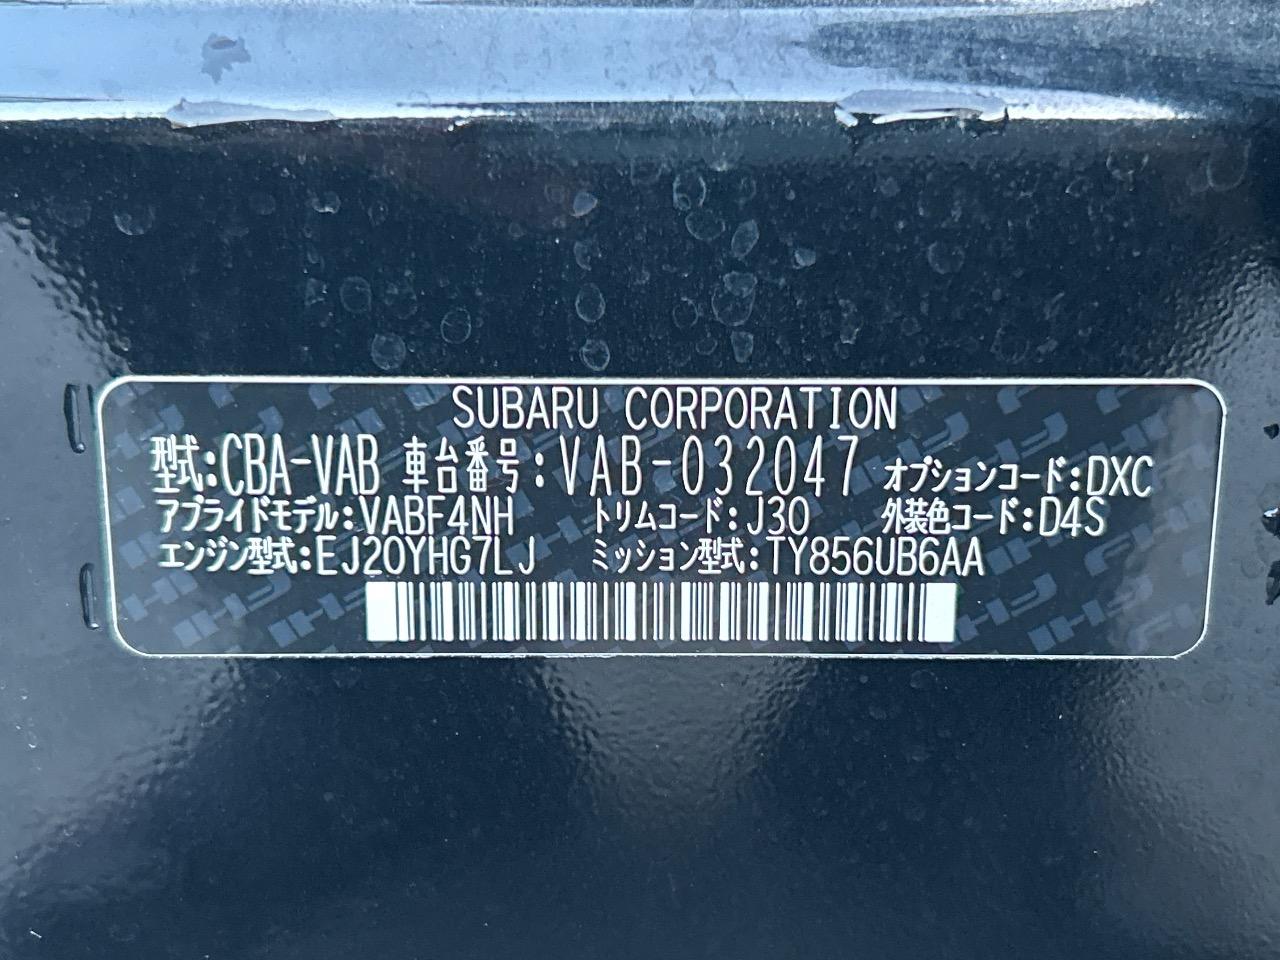 SUBARU CORPORATION
型式:CBA-VAB 車台番号:VAB-032047 オプションコード:DXC
アプライドモデル:VABF4NH トリムコード:J30 外装色コード:D4S
エンジン型式:EJ20YHG7LJ ミッション型式:TY856UB6AA